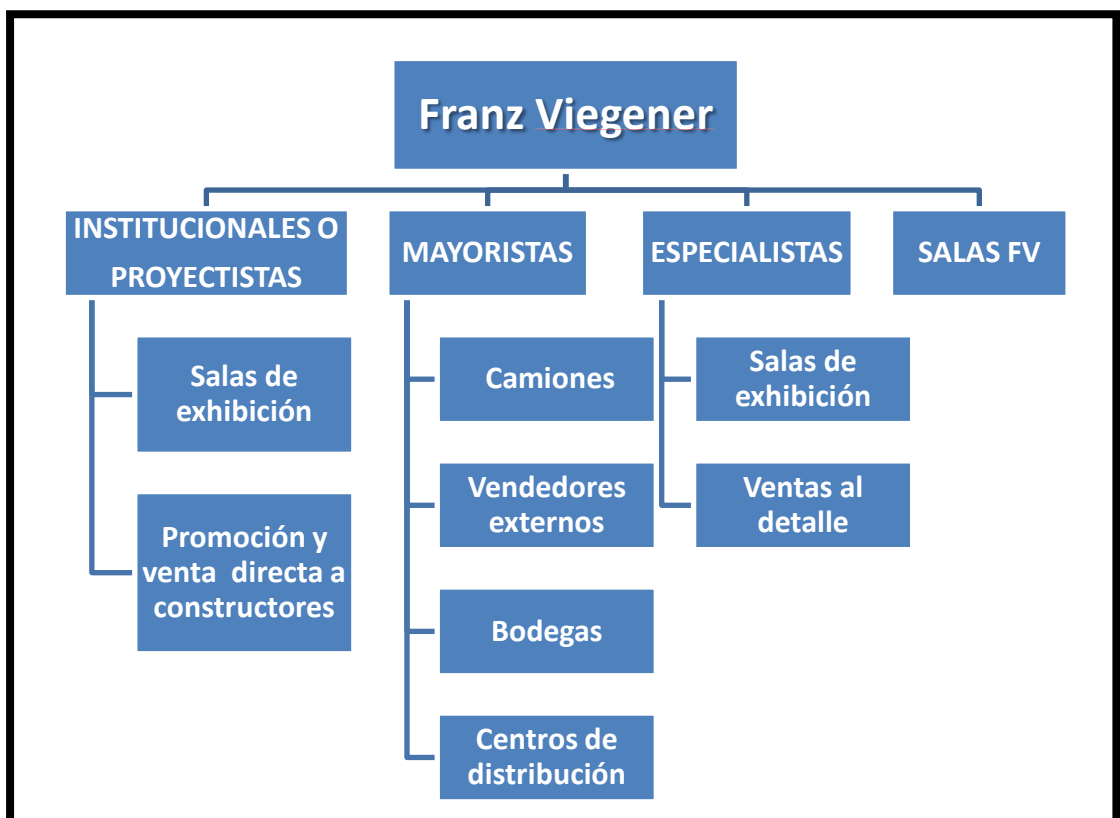 Franz Viegener
INSTITUCIONALES O
PROYECTISTAS
MAYORISTAS
ESPECIALISTAS
SALAS FV
Salas de
exhibición
Promoción y
venta directa a
constructores
Camiones
Vendedores
externos
Bodegas
Centros de
distribución
Salas de
exhibición
Ventas al
detalle